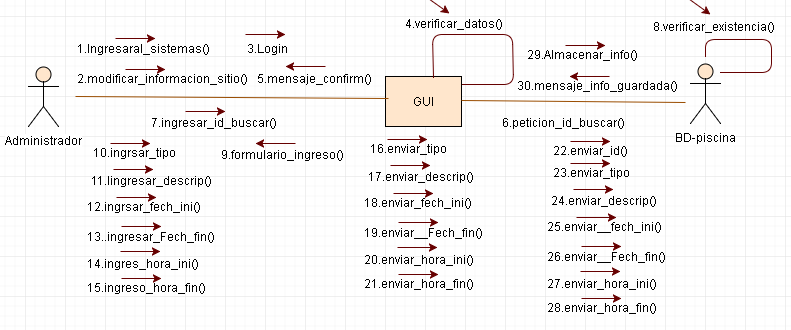 4.verificar_datos()
8.verificar_existencia()
1.Ingresaral_sistemas()
3.Login
29.Almacenar_info()
2.modificar_informacion_sitio()
5.mensaje_confirm()
30.mensaje_info_guardada()
GUI
7.ingresar_id_buscar()
6.peticion_id_buscar()
Administrador
BD-piscina
10.ingrsar_tipo
9.formulario_ingreso()
16.enviar_tipo
22.enviar_id()
11.Iingresar_descrip()
17.enviar_descrip()
23.enviar_tipo
12.ingrsar_fech_ini()
18.enviar_fech_ini()
24.enviar_descrip()
13..ingresar_Fech_fin()
19.enviar__Fech_fin()
25.enviar__fech_ini()
14.ingres_hora_ini()
20.enviar_hora_ini()
26.enviar__Fech_fin()
15.ingreso_hora_fin()
21.enviar_hora_fin()
27.enviar_hora_ini()
28.enviar_hora_fin()